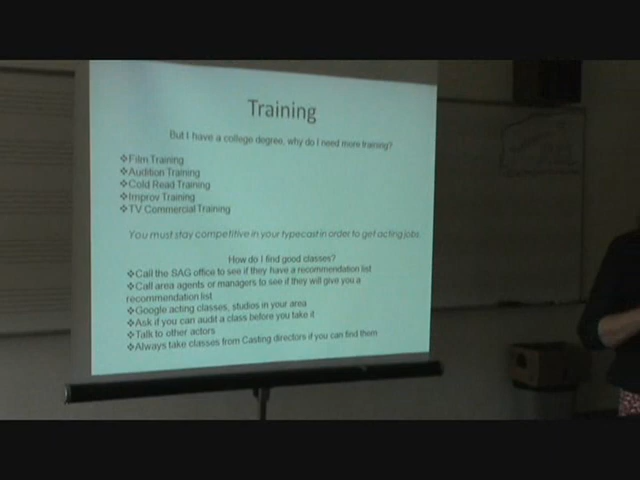 Training
But I have a college degree, why do I need more training?
❖Film Training
❖Audition Training
❖Cold Read Training
❖Improv Training
❖TV Commercial Training
You must stay competitive in your typecast in order to get acting jobs.
How do I find good classes?
❖Call the SAG office to see if they have a recommendation list
❖Call area agents or managers to see if they will give you a
recommendation list
❖Google acting classes, studios in your area
❖Ask if you can audit a class before you take it
❖Talk to other actors
❖Always take classes from Casting directors if you can find them